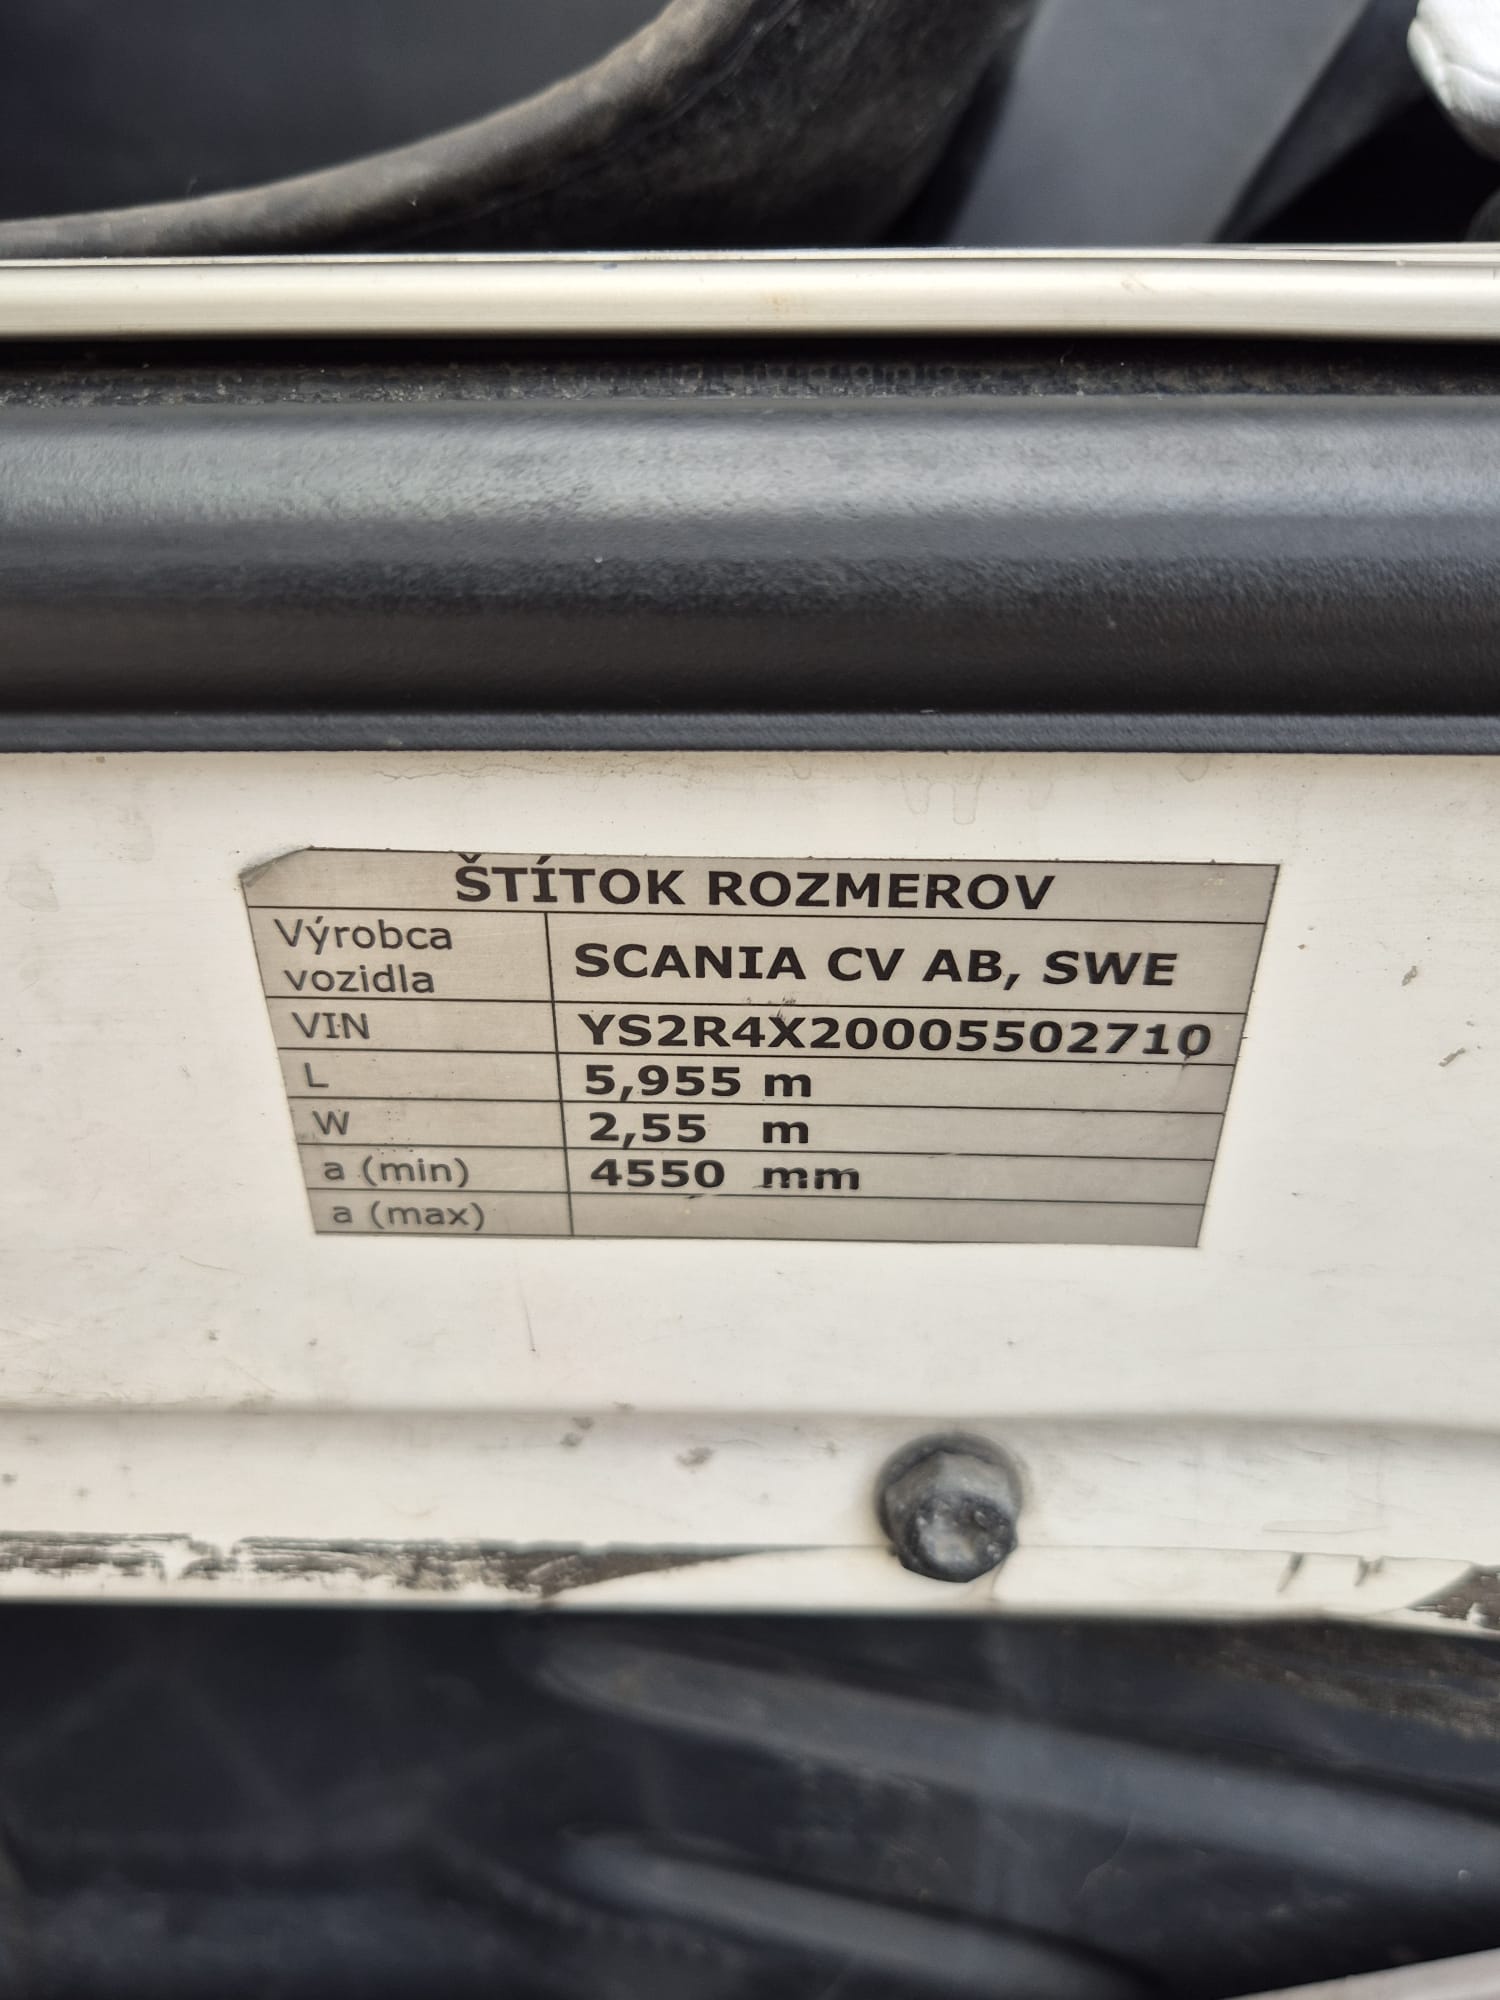 ŠTÍTOK ROZMEROV
Výrobca
vozidla
SCANIA CV AB, SWE
VIN YS2R4X20005502710
L 5,955 m
W 2,55 m
a (min) 4550 mm
a (max)